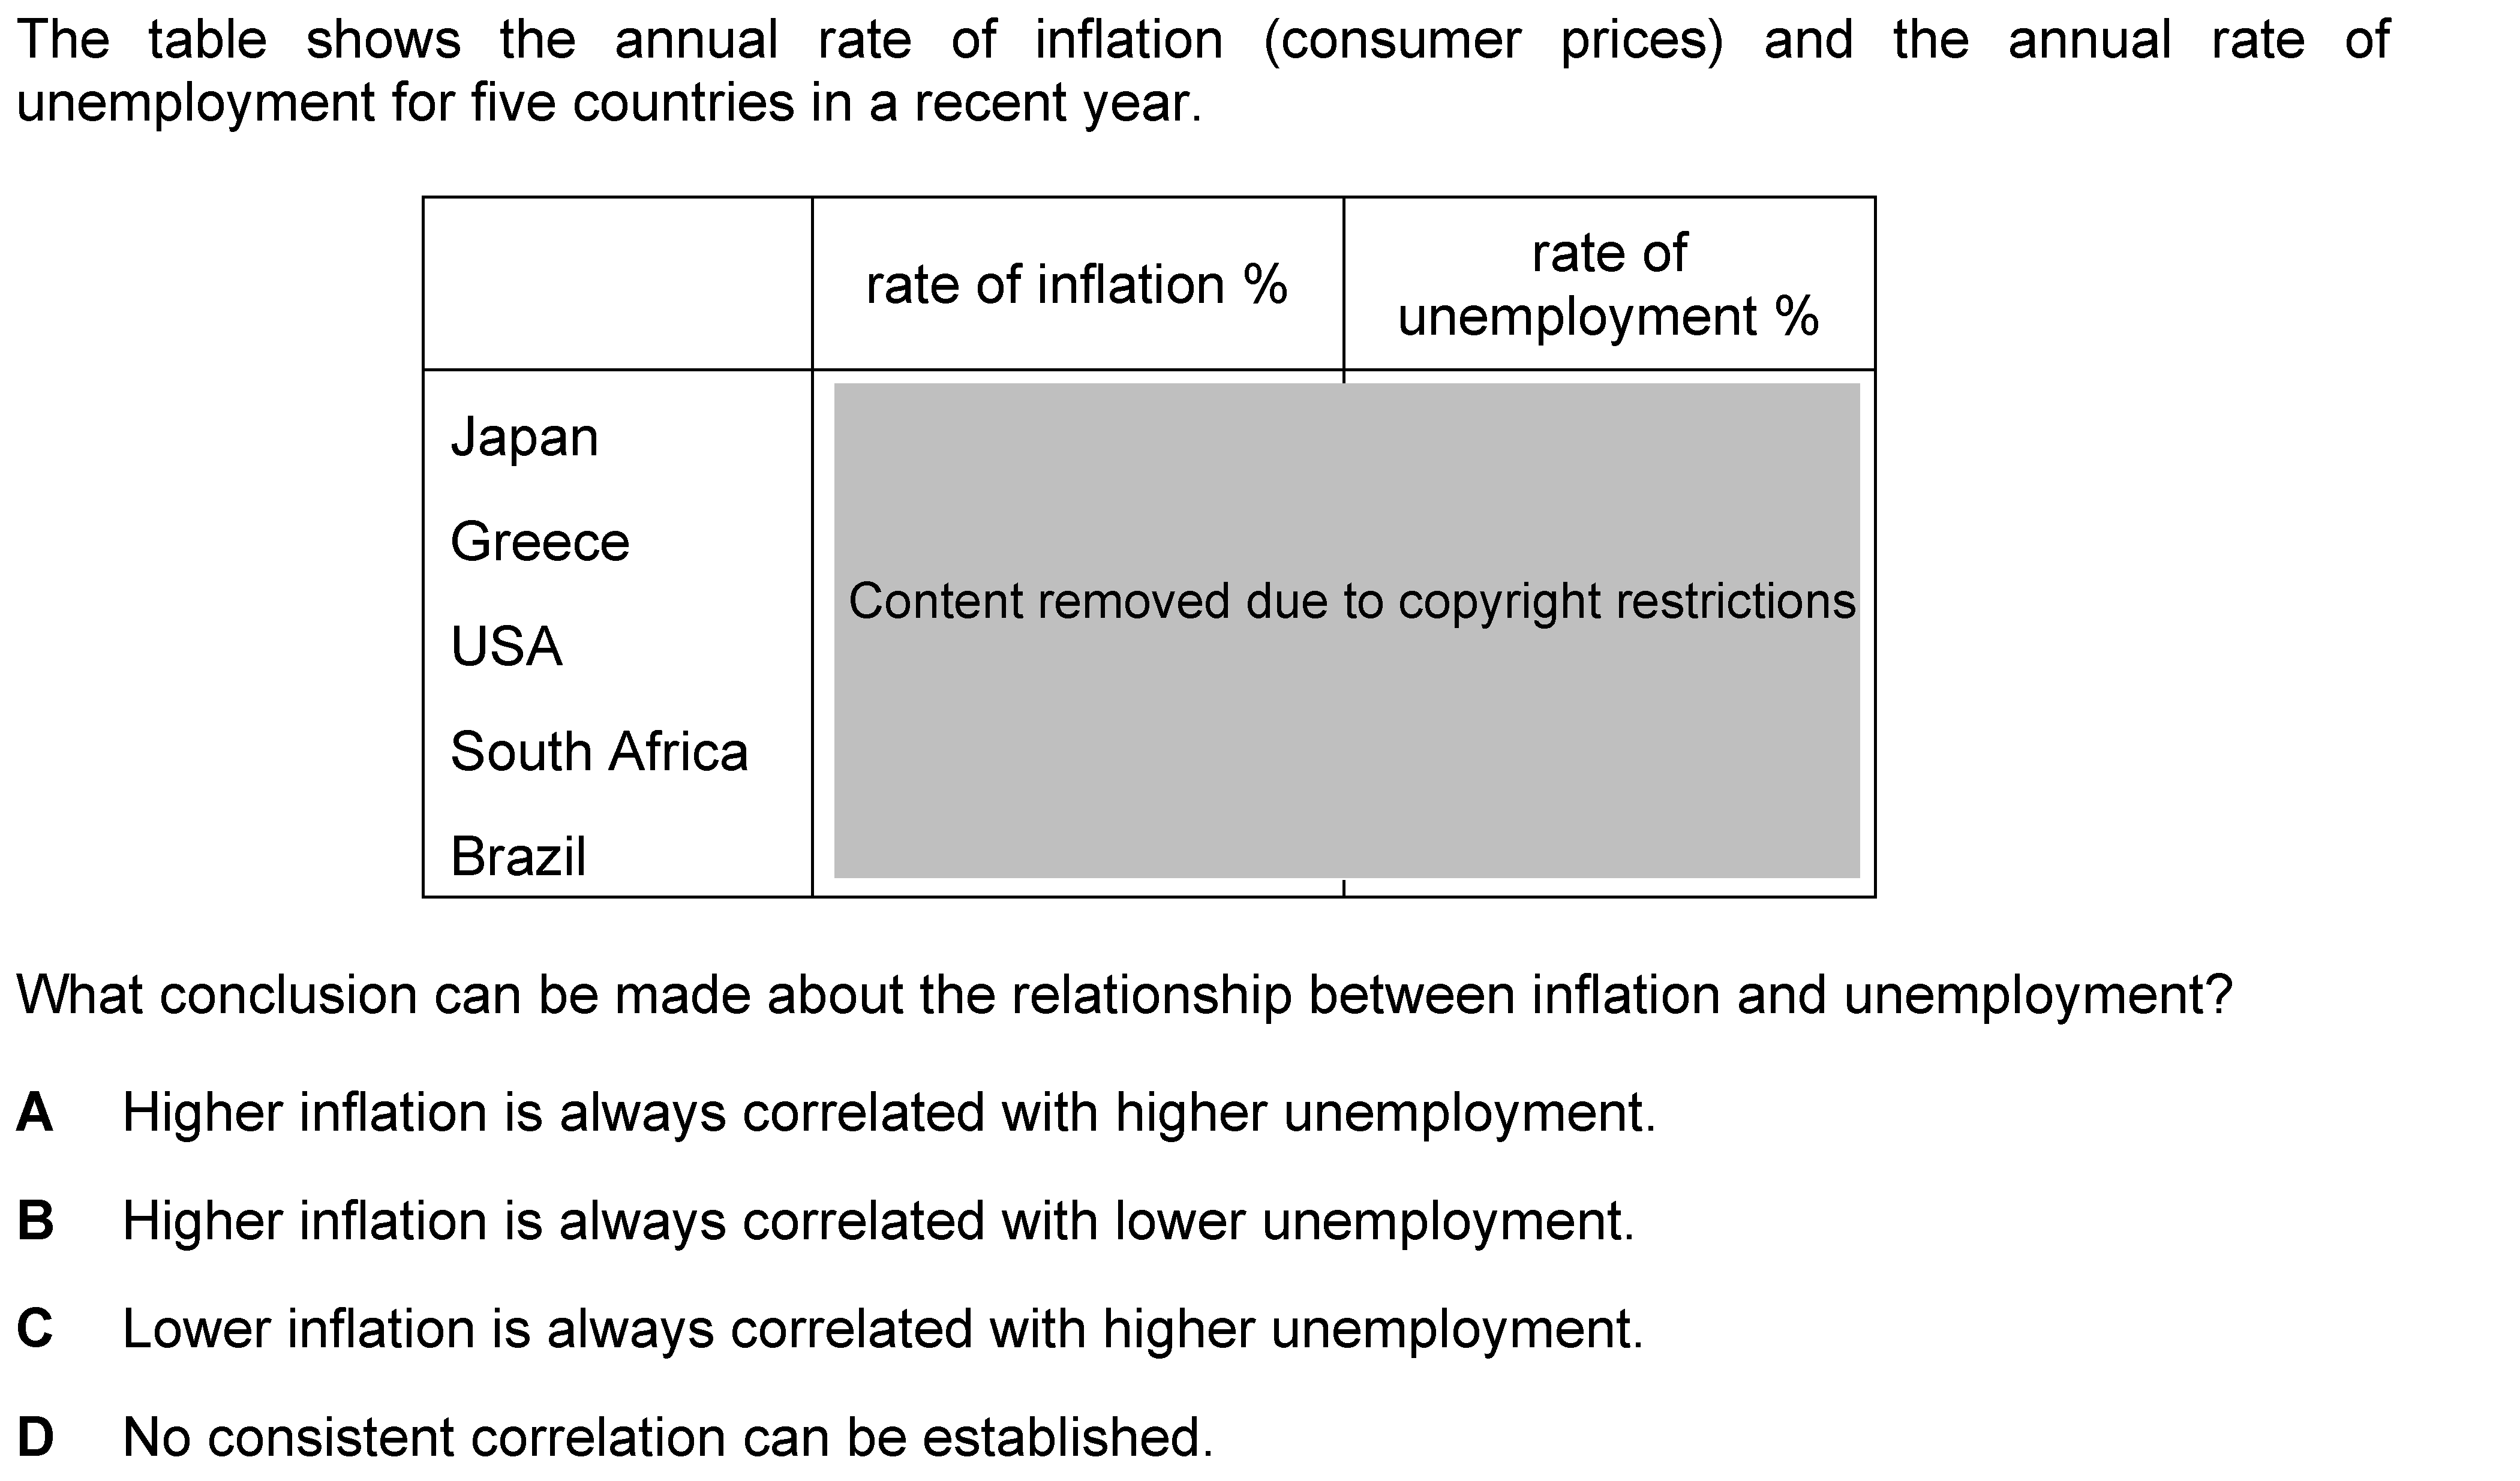 The table shows the annual rate of inflation (consumer prices) and the annual rate of
unemployment for five countries in a recent year.
rate of inflation %
rate of
unemployment %
Japan
Greece
USA
South Africa
Brazil
Content removed due to copyright restrictions
What conclusion can be made about the relationship between inflation and unemployment?
A Higher inflation is always correlated with higher unemployment.
B Higher inflation is always correlated with lower unemployment.
C Lower inflation is always correlated with higher unemployment.
D No consistent correlation can be established.